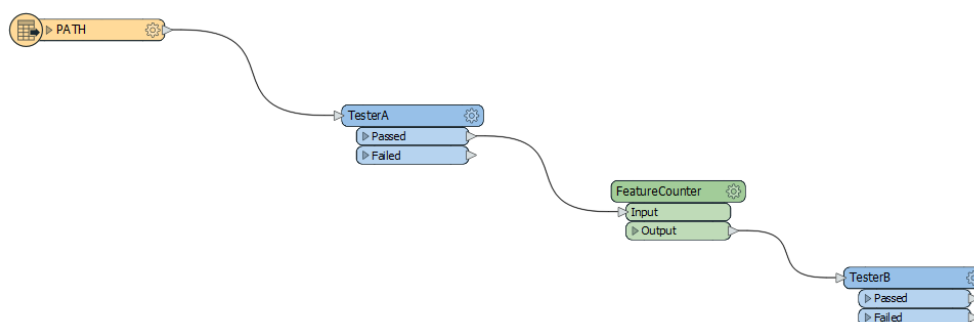 PATH
TesterA
Passed
Failed
FeatureCounter
Input
Output
TesterB
Passed
Failed